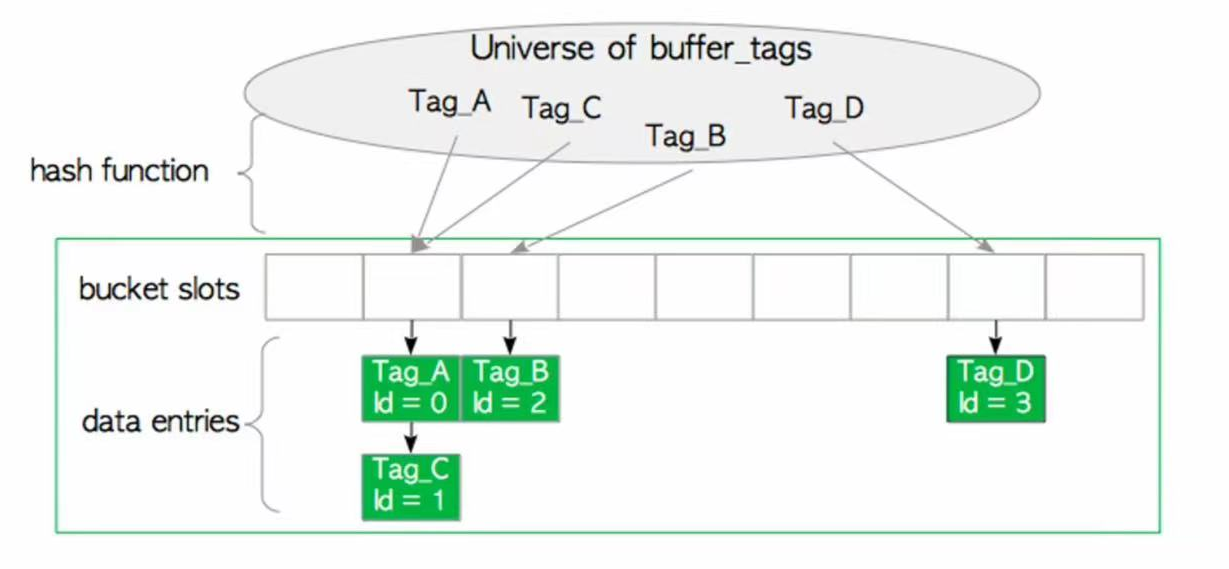 Universe of buffer_tags
Tag_A
Tag_C
Tag_B
Tag_D
hash function
bucket slots
Tag_A
Id = 0
Tag_B
Id = 2
Tag_D
Id = 3
data entries
Tag_C
Id = 1